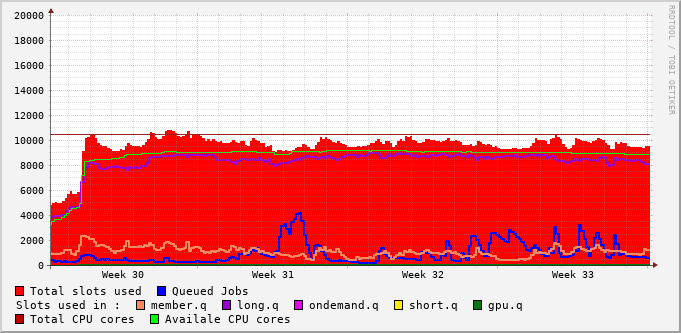 20000
18000
16000
14000
12000
10000
8000
6000
4000
2000
0
Week 30 Week 31 Week 32 Week 33
Total slots used Queued Jobs
Slots used in : member.q long.q ondemand.q short.q gpu.q
Total CPU cores Availale CPU cores
RRDTOOL / TOBI OETIKER